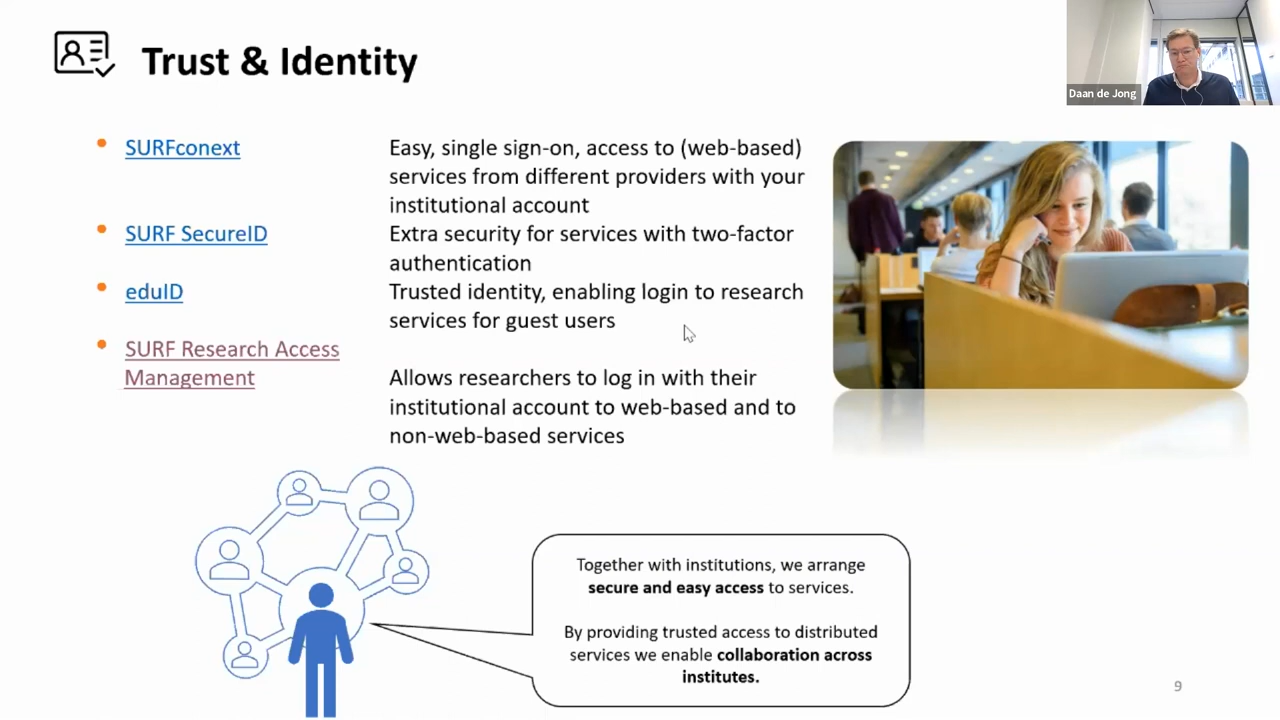 Trust & Identity
Daan de Jong
SURFconext
Easy, single sign-on, access to (web-based)
services from different providers with your
institutional account
SURF SecureID
Extra security for services with two-factor
authentication
eduID
Trusted identity, enabling login to research
services for guest users
SURF Research Access
Management
Allows researchers to log in with their
institutional account to web-based and to
non-web-based services
Together with institutions, we arrange
secure and easy access to services.
By providing trusted access to distributed
services we enable collaboration across
institutes.
9